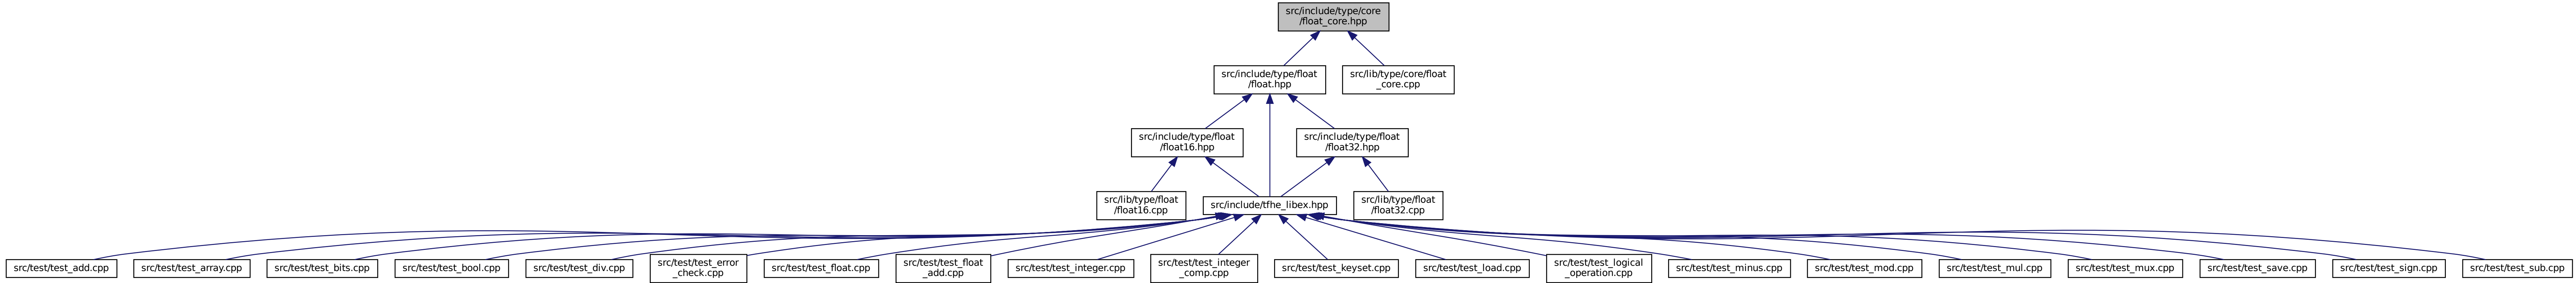 src/include/type/core
/float_core.hpp
src/include/type/float
/float.hpp
src/lib/type/core/float
_core.cpp
src/include/type/float
/float16.hpp
src/include/type/float
/float32.hpp
src/lib/type/float
/float16.cpp
src/include/tfhe_libex.hpp
src/lib/type/float
/float32.cpp
src/test/test_add.cpp
src/test/test_array.cpp
src/test/test_bits.cpp
src/test/test_bool.cpp
src/test/test_div.cpp
src/test/test_error
_check.cpp
src/test/test_float.cpp
src/test/test_float
_add.cpp
src/test/test_integer.cpp
src/test/test_integer
_comp.cpp
src/test/test_keyset.cpp
src/test/test_load.cpp
src/test/test_logical
_operation.cpp
src/test/test_minus.cpp
src/test/test_mod.cpp
src/test/test_mul.cpp
src/test/test_mux.cpp
src/test/test_save.cpp
src/test/test_sign.cpp
src/test/test_sub.cpp